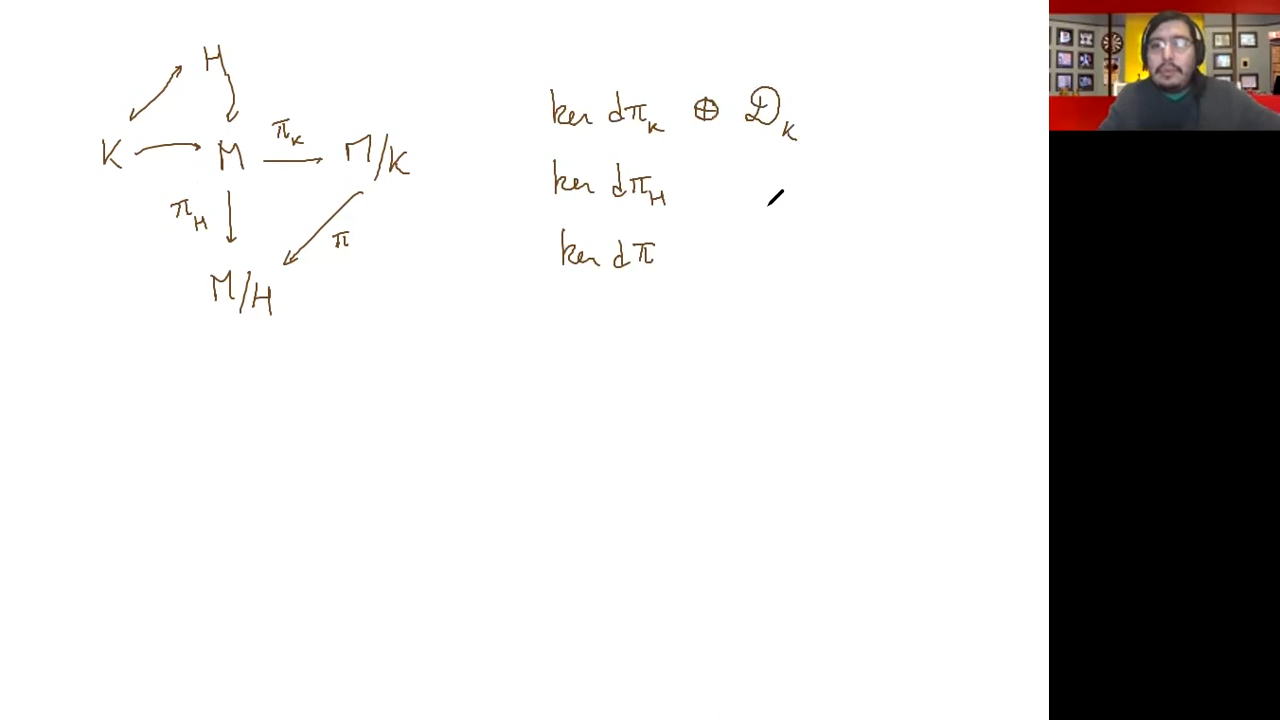 H
K M π_K M/K
π_H π
M/H
ker dπ_K ⊕ 𝒟_K
ker dπ_H
ker dπ